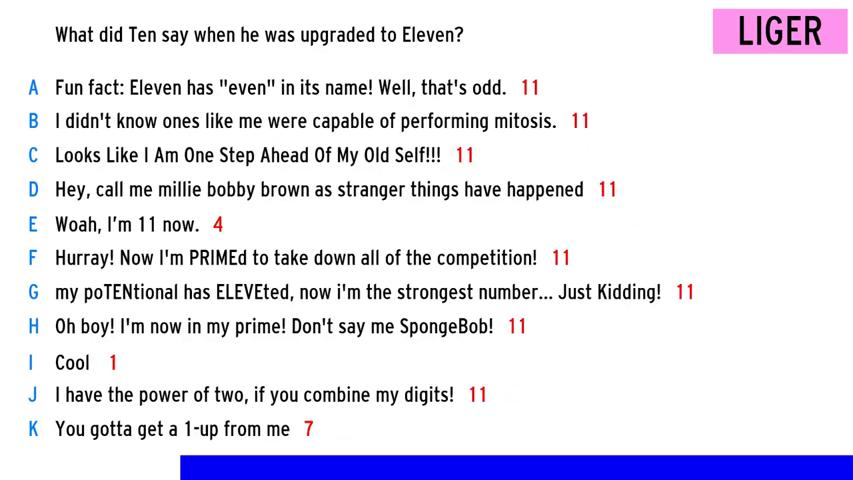 What did Ten say when he was upgraded to Eleven?
LIGER
A Fun fact: Eleven has "even" in its name! Well, that's odd. 11
B I didn't know ones like me were capable of performing mitosis. 11
C Looks Like I Am One Step Ahead Of My Old Self!!! 11
D Hey, call me millie bobby brown as stranger things have happened 11
E Woah, I'm 11 now. 4
F Hurray! Now I'm PRIMEd to take down all of the competition! 11
G my poTENtional has ELEVEted, now i'm the strongest number... Just Kidding! 11
H Oh boy! I'm now in my prime! Don't say me SpongeBob! 11
I Cool 1
J I have the power of two, if you combine my digits! 11
K You gotta get a 1-up from me 7